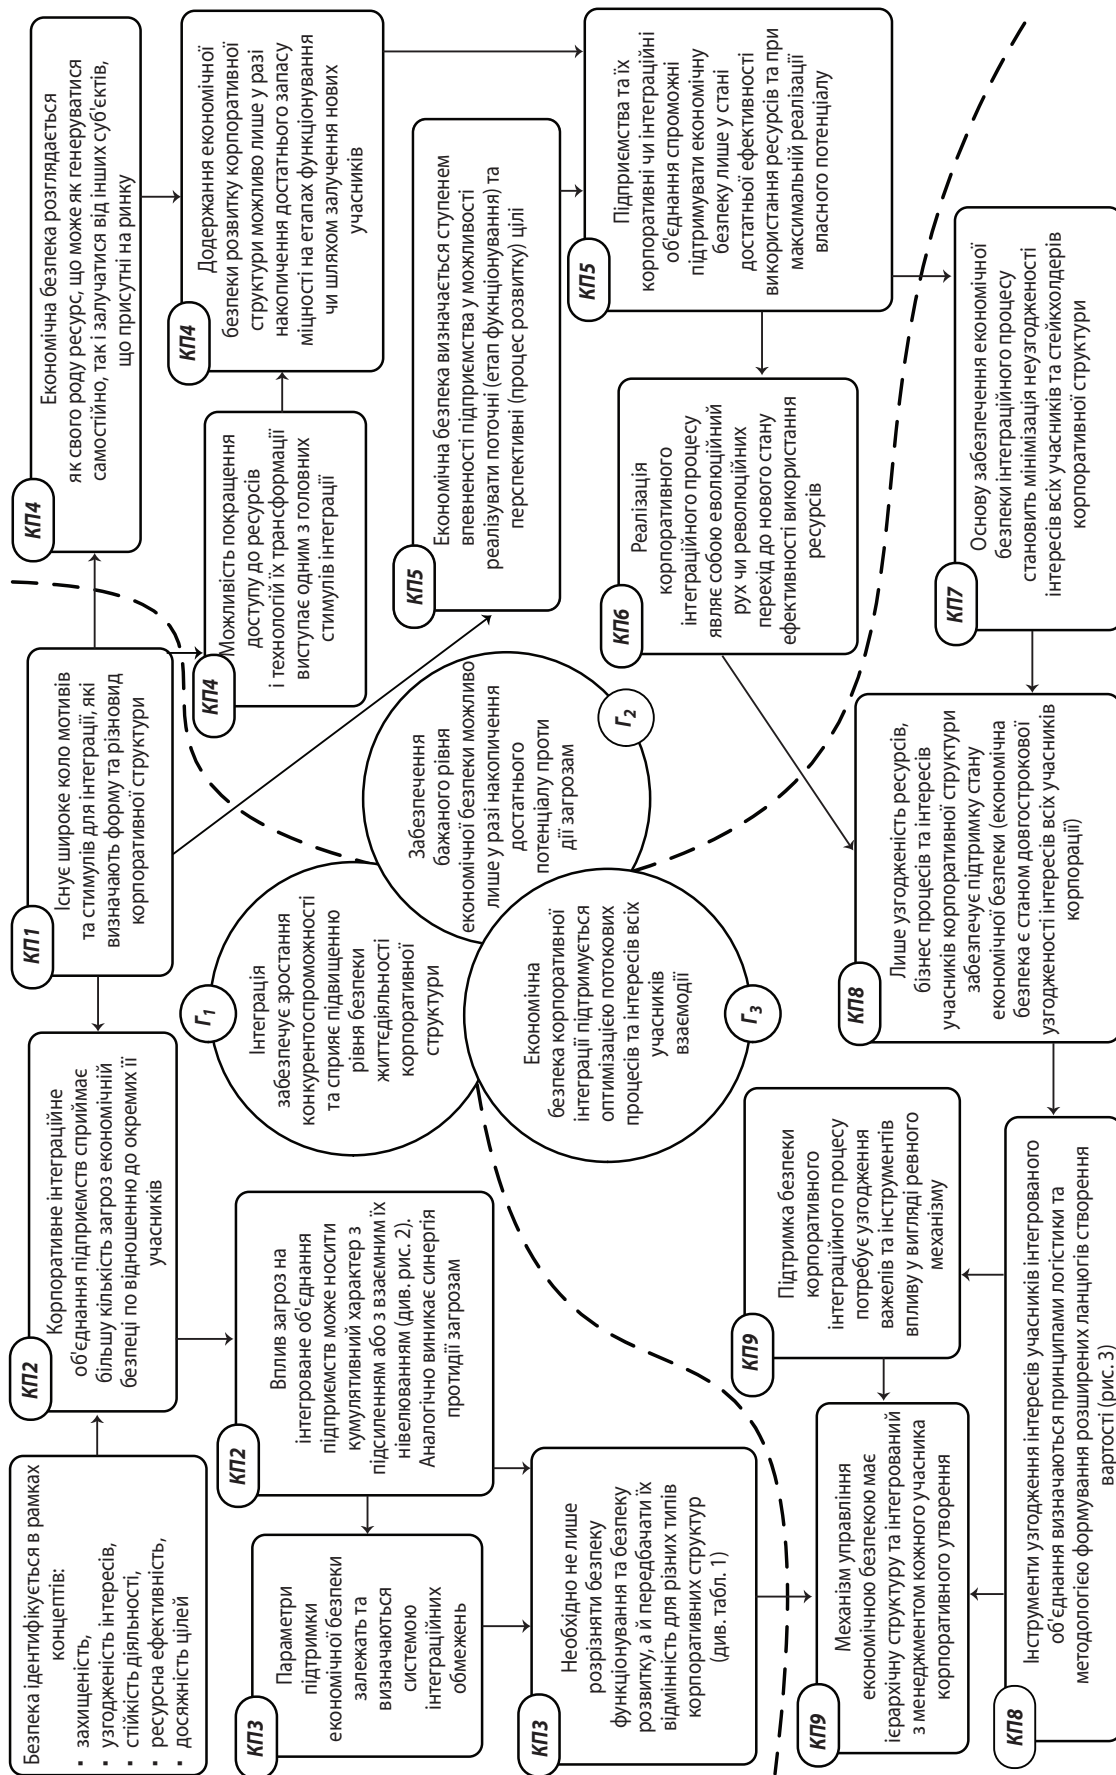 Безпека ідентифікується в рамках
концептів:
▪ захищеність,
▪ узгодженість інтересів,
▪ стійкість діяльності,
▪ ресурсна ефективність,
▪ досяжність цілей
КП2
Корпоративне інтеграційне
об'єднання підприємств сприймає
більшу кількість загроз економічній
безпеці по відношенню до окремих її
учасників
КП1
Існує широке коло мотивів
та стимулів для інтеграції, які
визначають форму та різновид
корпоративної структури
КП4
Економічна безпека розглядається
як свого роду ресурс, що може як генеруватися
самостійно, так і залучатися від інших суб'єктів,
що присутні на ринку
КП2
Вплив загроз на
інтегроване об'єднання
підприємств може носити
кумулятивний характер з
підсиленням або з взаємним їх
нівелюванням (див. рис. 2).
Аналогічно виникає синергія
протидії загрозам
Г1
Інтеграція
забезпечує зростання
конкурентоспроможності
та сприяє підвищенню
рівня безпеки
життєдіяльності
корпоративної
структури
КП4
Можливість покращення
доступу до ресурсів
і технологій їх трансформації
виступає одним з головних
стимулів інтеграції
КП4
Додержання економічної
безпеки розвитку корпоративної
структури можливо лише у разі
накопичення достатнього запасу
міцності на етапах функціонування
чи шляхом залучення нових
учасників
КП3
Параметри
підтримки
економічної безпеки
залежать та
визначаються
системою
інтеграційних
обмежень
Г2
Забезпечення
бажаного рівня
економічної безпеки можливо
лише у разі накопичення
достатнього
потенціалу проти
дії загрозам
КП5
Економічна безпека визначається ступенем
впевненості підприємства у можливості
реалізувати поточні (етап функціонування) та
перспективні (процес розвитку) цілі
КП3
Необхідно не лише
розрізняти безпеку
функціонування та безпеку
розвитку, а й передбачати їх
відмінність для різних типів
корпоративних структур
(див. табл. 1)
Г3
Економічна
безпека корпоративної
інтеграції підтримується
оптимізацією потокових
процесів та інтересів всіх
учасників
взаємодії
КП6
Реалізація
корпоративного
інтеграційного процесу
являє собою еволюційний
рух чи революційних
перехід до нового стану
ефективності використання
ресурсів
КП5
Підприємства та їх
корпоративні чи інтеграційні
об'єднання спроможні
підтримувати економічну
безпеку лише у стані
достатньої ефективності
використання ресурсів та при
максимальній реалізації
власного потенціалу
КП9
Механізм управління
економічною безпекою має
ієрархічну структуру та інтегрований
з менеджментом кожного учасника
корпоративного утворення
КП9
Підтримка безпеки
корпоративного
інтеграційного процесу
потребує узгодження
важелів та інструментів
впливу у вигляді ревного
механізму
КП8
Лише узгодженість ресурсів,
бізнес процесів та інтересів
учасників корпоративної структури
забезпечує підтримку стану
економічної безпеки (економічна
безпека є станом довгострокової
узгодженості інтересів всіх учасників
корпорації)
КП7
Основу забезпечення економічної
безпеки інтеграційного процесу
становить мінімізація неузгодженості
інтересів всіх учасників та стейкхолдерів
корпоративної структури
КП8
Інструменти узгодження інтересів учасників інтегрованого
об'єднання визначаються принципами логістики та
методологією формування розширених ланцюгів створення
вартості (рис. 3)